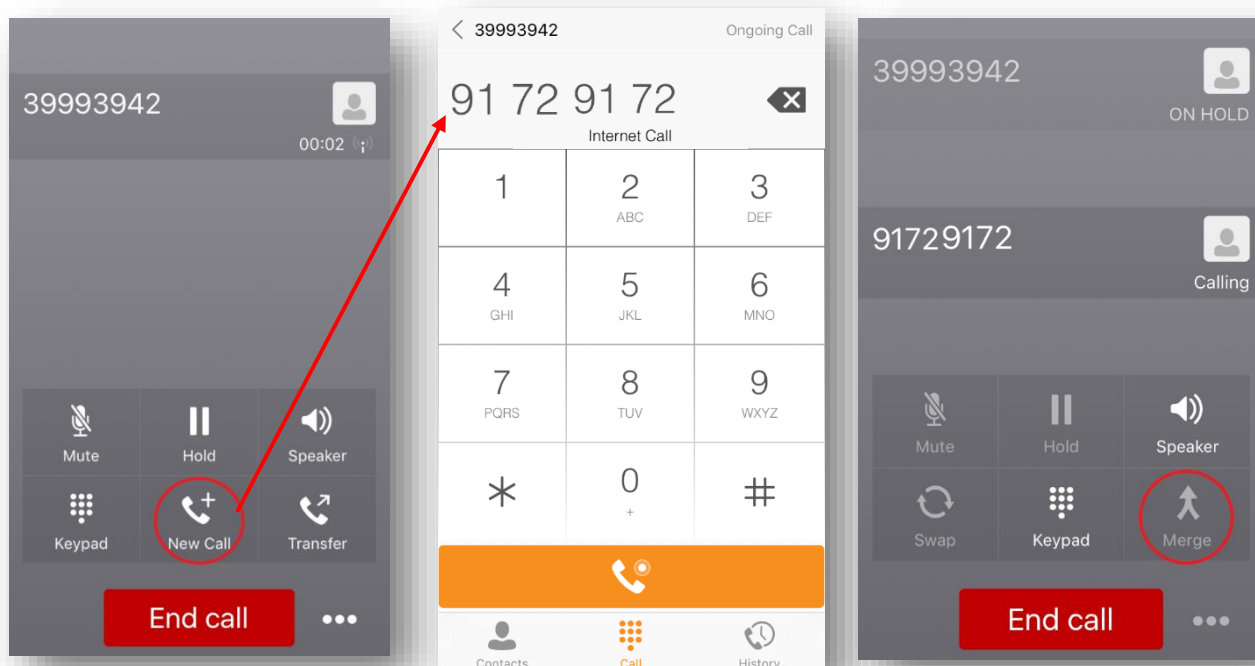 39993942
00:02
Mute Hold Speaker
Keypad New Call Transfer
End call
39993942 Ongoing Call
91 72 91 72
Internet Call
1 2 3
ABC DEF
4 5 6
GHI JKL MNO
7 8 9
PQRS TUV WXYZ
* 0 #
+
Contacts Call History
39993942
ON HOLD
91729172
Calling
Mute Hold Speaker
Swap Keypad Merge
End call